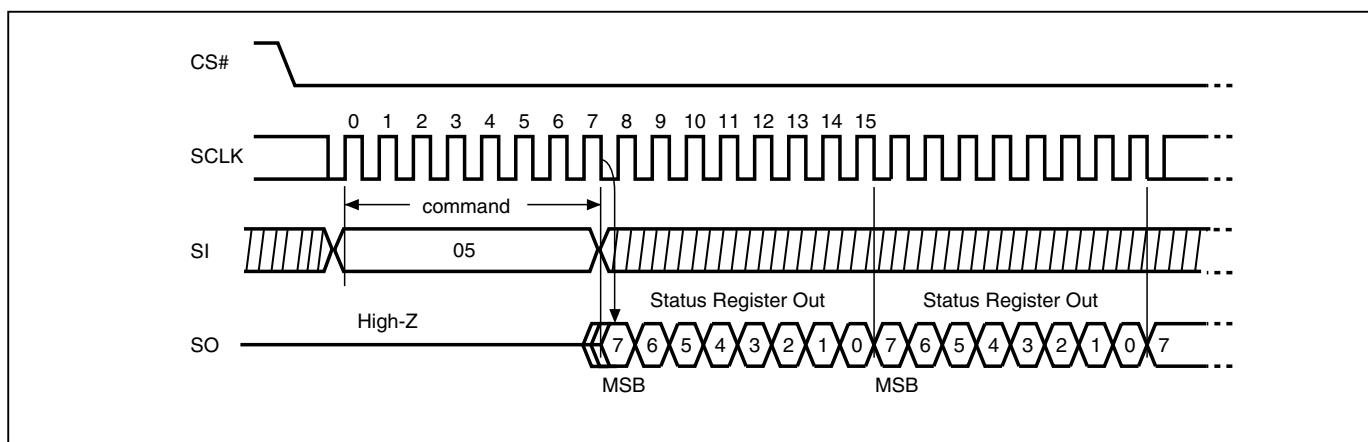 CS#
0 1 2 3 4 5 6 7 8 9 10 11 12 13 14 15
SCLK
command
SI
05
Status Register Out Status Register Out
High-Z
SO
7 6 5 4 3 2 1 0 7 6 5 4 3 2 1 0 7
MSB MSB